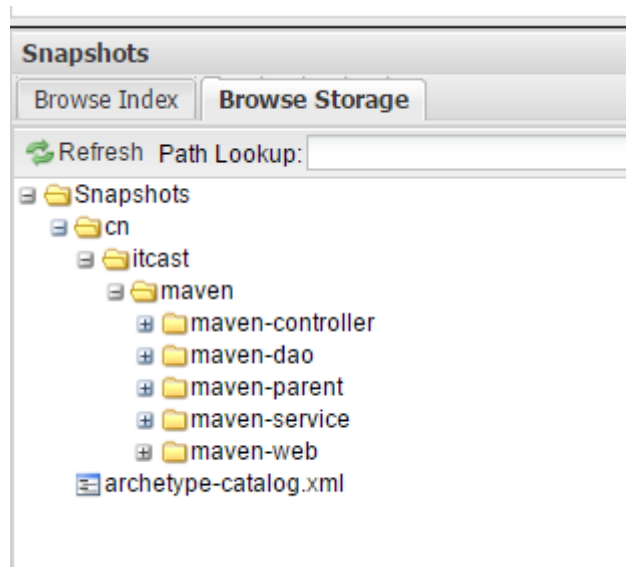 Snapshots
Browse Index Browse Storage
Refresh Path Lookup:
Snapshots
cn
itcast
maven
maven-controller
maven-dao
maven-parent
maven-service
maven-web
archetype-catalog.xml